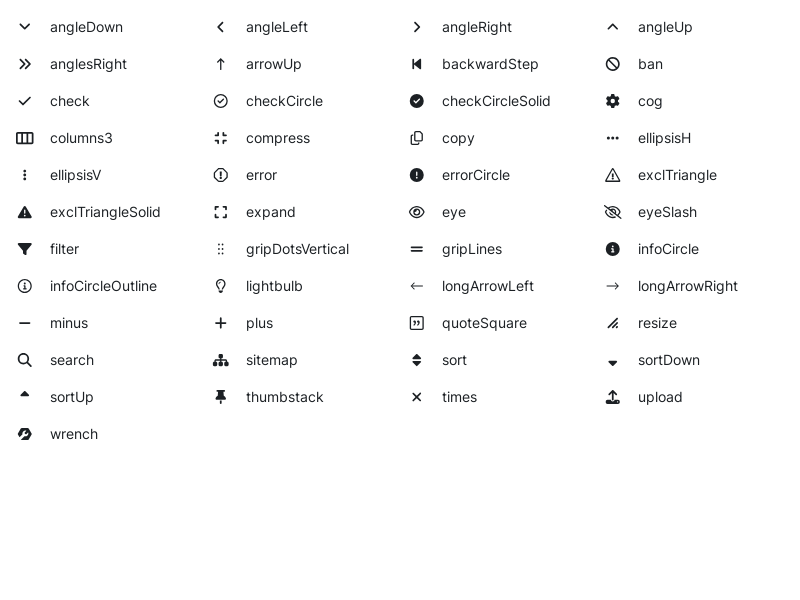 angleDown angleLeft angleRight angleUp
anglesRight arrowUp backwardStep ban
check checkCircle checkCircleSolid cog
columns3 compress copy ellipsisH
ellipsisV error errorCircle exclTriangle
exclTriangleSolid expand eye eyeSlash
filter gripDotsVertical gripLines infoCircle
infoCircleOutline lightbulb longArrowLeft longArrowRight
minus plus quoteSquare resize
search sitemap sort sortDown
sortUp thumbstack times upload
wrench